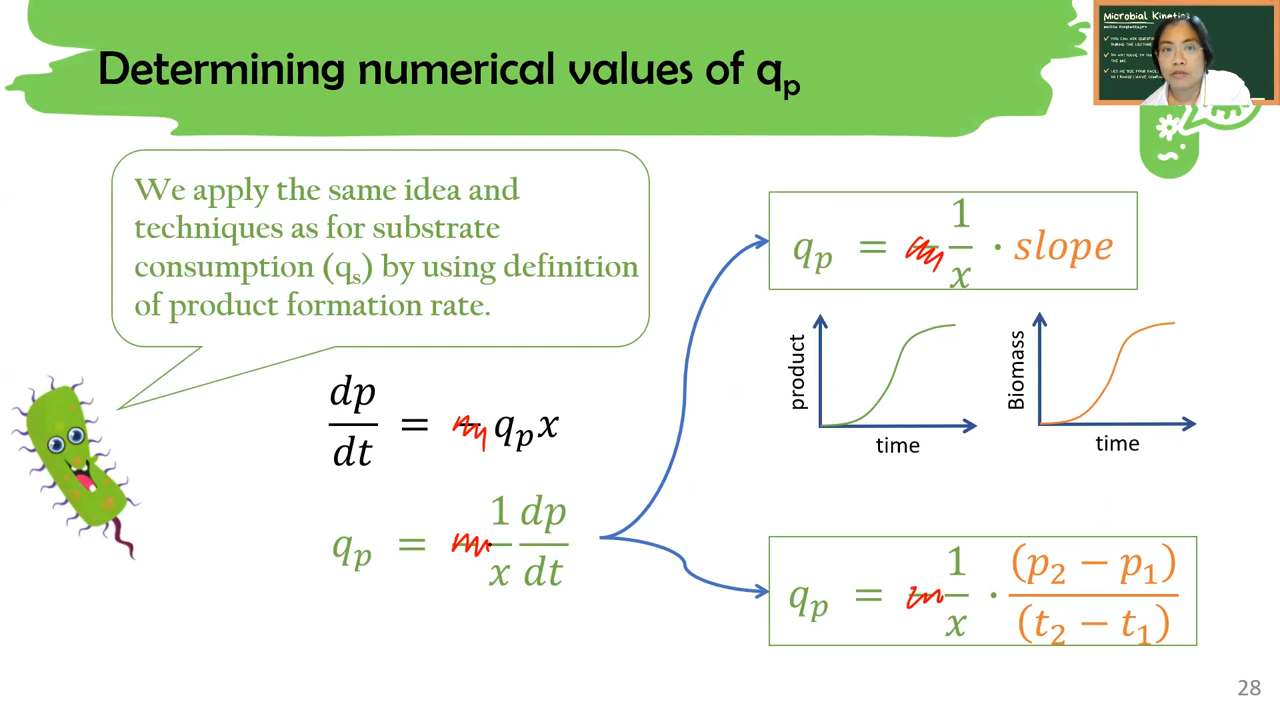 Determining numerical values of qp
Microbial Kinetics
We apply the same idea and
techniques as for substrate
consumption (qs) by using definition
of product formation rate.
dp/dt = − qp x
qp = − 1/x dp/dt
qp = − 1/x · slope
product
time
Biomass
time
qp = − 1/x · (p2 − p1)/(t2 − t1)
28